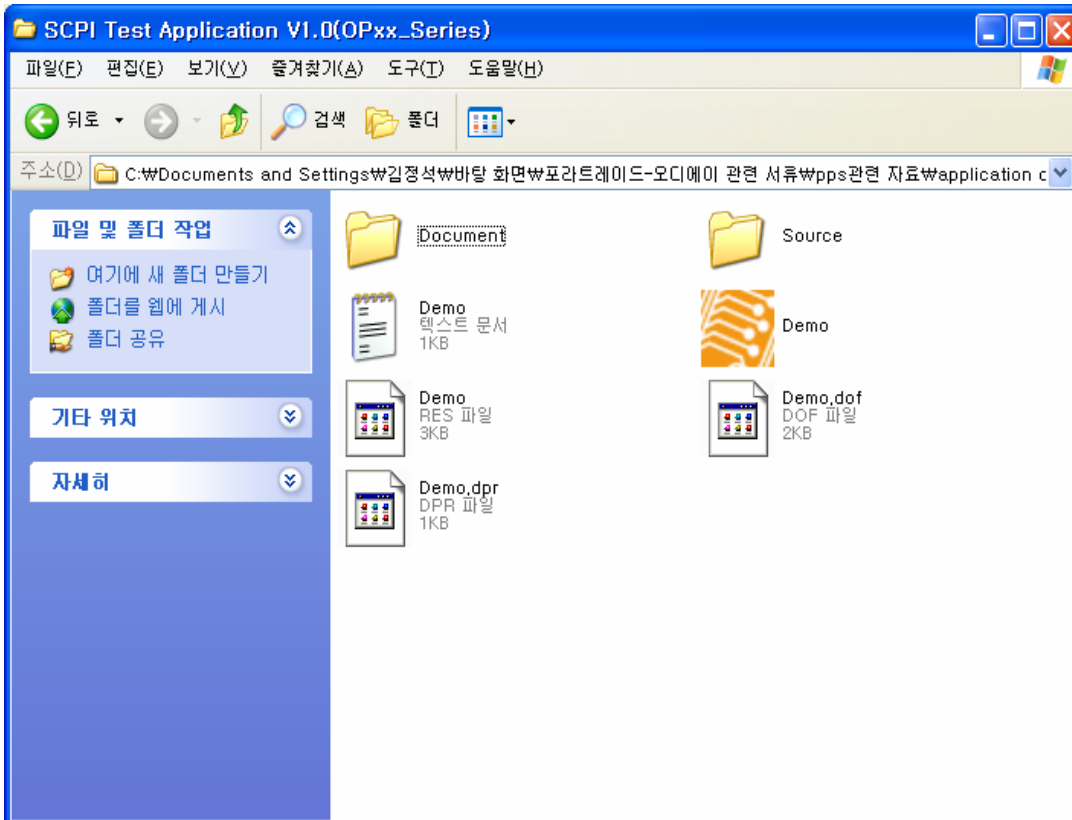 SCPI Test Application V1.0(OPxx_Series)
파일(F) 편집(E) 보기(V) 즐겨찾기(A) 도구(T) 도움말(H)
뒤로 검색 폴더
주소(D) C:₩Documents and Settings₩김정석₩바탕 화면₩포라트레이드-오디에이 관련 서류₩pps관련 자료₩application c
파일 및 폴더 작업
여기에 새 폴더 만들기
폴더를 웹에 게시
폴더 공유
기타 위치
자세히
Document
Source
Demo
텍스트 문서
1KB
Demo
Demo
RES 파일
3KB
Demo.dof
DOF 파일
2KB
Demo.dpr
DPR 파일
1KB